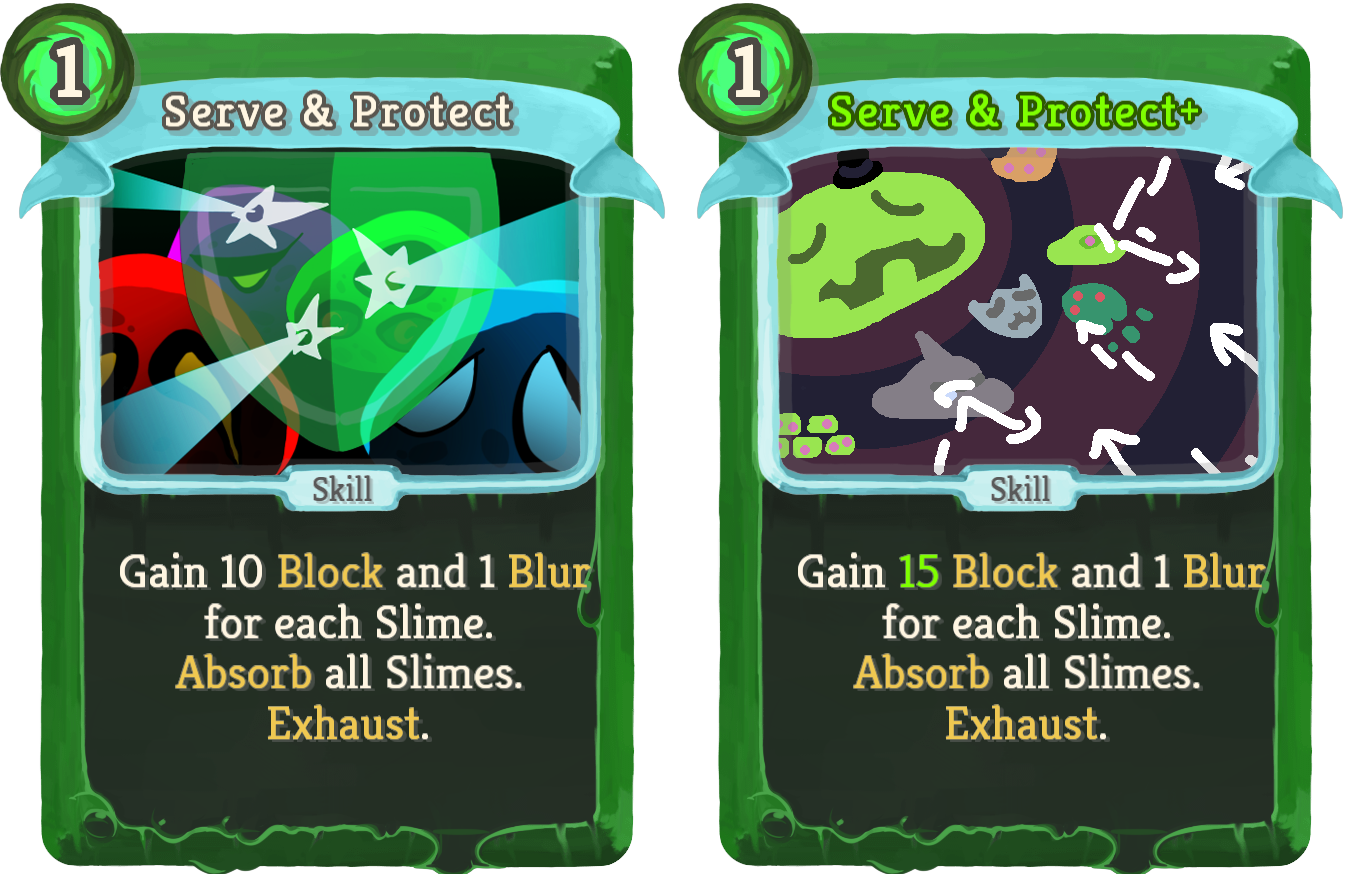 1
Serve & Protect
Skill
Gain 10 Block and 1 Blur
for each Slime.
Absorb all Slimes.
Exhaust.
1
Serve & Protect+
Skill
Gain 15 Block and 1 Blur
for each Slime.
Absorb all Slimes.
Exhaust.